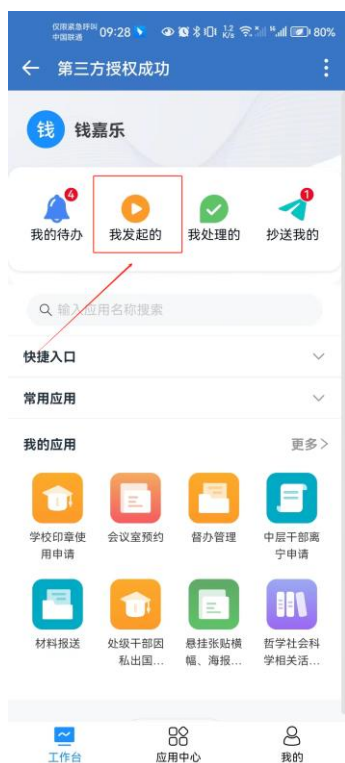 仅限紧急呼叫
中国联通 09:28 1.2 K/s 80%
第三方授权成功
钱 钱嘉乐
4 1
我的待办 我发起的 我处理的 抄送我的
输入应用名称搜索
快捷入口
常用应用
我的应用 更多>
学校印章使 会议室预约 督办管理 中层干部离
用申请 宁申请
材料报送 处级干部因 悬挂张贴横 哲学社会科
私出国... 幅、海报... 学相关活...
工作台 应用中心 我的